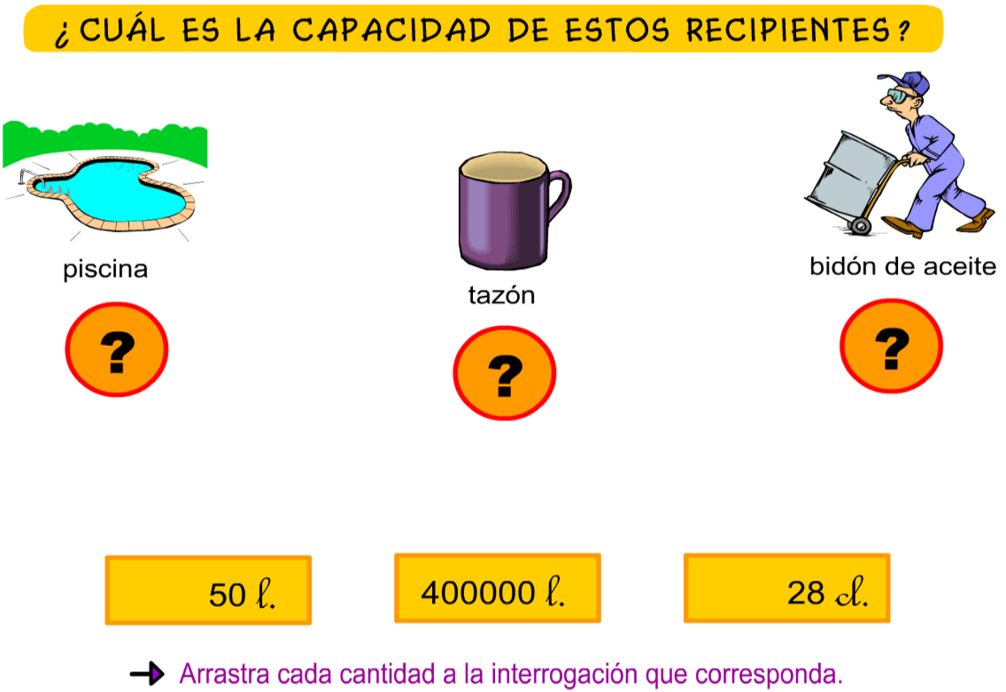 ¿CUÁL ES LA CAPACIDAD DE ESTOS RECIPIENTES?
piscina
tazón
bidón de aceite
?
?
?
50 l.
400000 l.
28 cl.
Arrastra cada cantidad a la interrogación que corresponda.